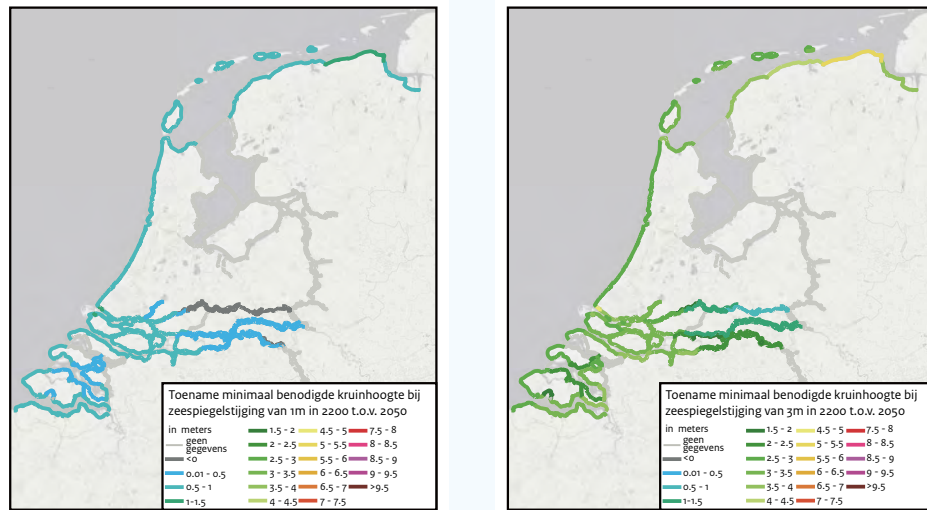 Toename minimaal benodigde kruinhoogte bij
zeespiegelstijging van 1m in 2200 t.o.v. 2050
in meters
geen
gegevens
<0
0.01 - 0.5
0.5 - 1
1-1.5
1.5 - 2
2 - 2.5
2.5 - 3
3 - 3.5
3.5 - 4
4 - 4.5
4.5 - 5
5 - 5.5
5.5 - 6
6 - 6.5
6.5 - 7
7 - 7.5
7.5 - 8
8 - 8.5
8.5 - 9
9 - 9.5
>9.5
Toename minimaal benodigde kruinhoogte bij
zeespiegelstijging van 3m in 2200 t.o.v. 2050
in meters
geen
gegevens
<0
0.01 - 0.5
0.5 - 1
1-1.5
1.5 - 2
2 - 2.5
2.5 - 3
3 - 3.5
3.5 - 4
4 - 4.5
4.5 - 5
5 - 5.5
5.5 - 6
6 - 6.5
6.5 - 7
7 - 7.5
7.5 - 8
8 - 8.5
8.5 - 9
9 - 9.5
>9.5